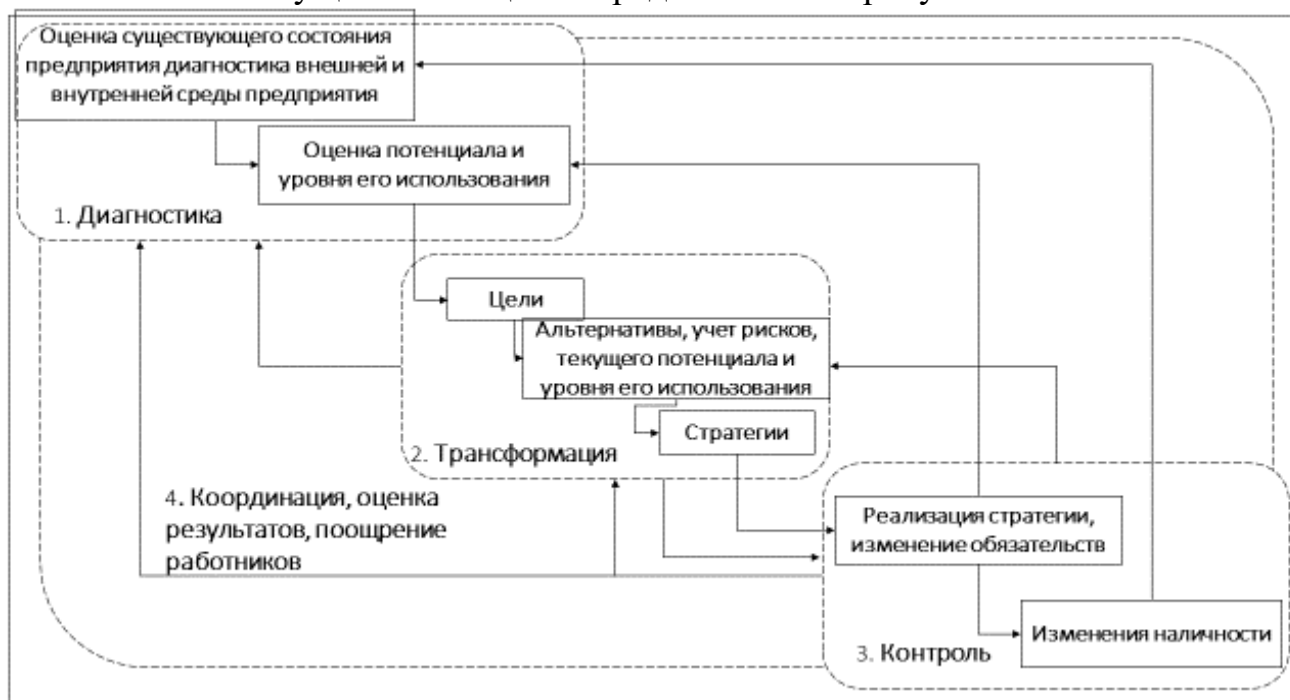 Оценка существующего состояния
предприятия диагностика внешней и
внутренней среды предприятия
Оценка потенциала и
уровня его использования
1. Диагностика
Цели
Альтернативы, учет рисков,
текущего потенциала и
уровня его использования
Стратегии
2. Трансформация
4. Координация, оценка
результатов, поощрение
работников
Реализация стратегии,
изменение обязательств
Изменения наличности
3. Контроль